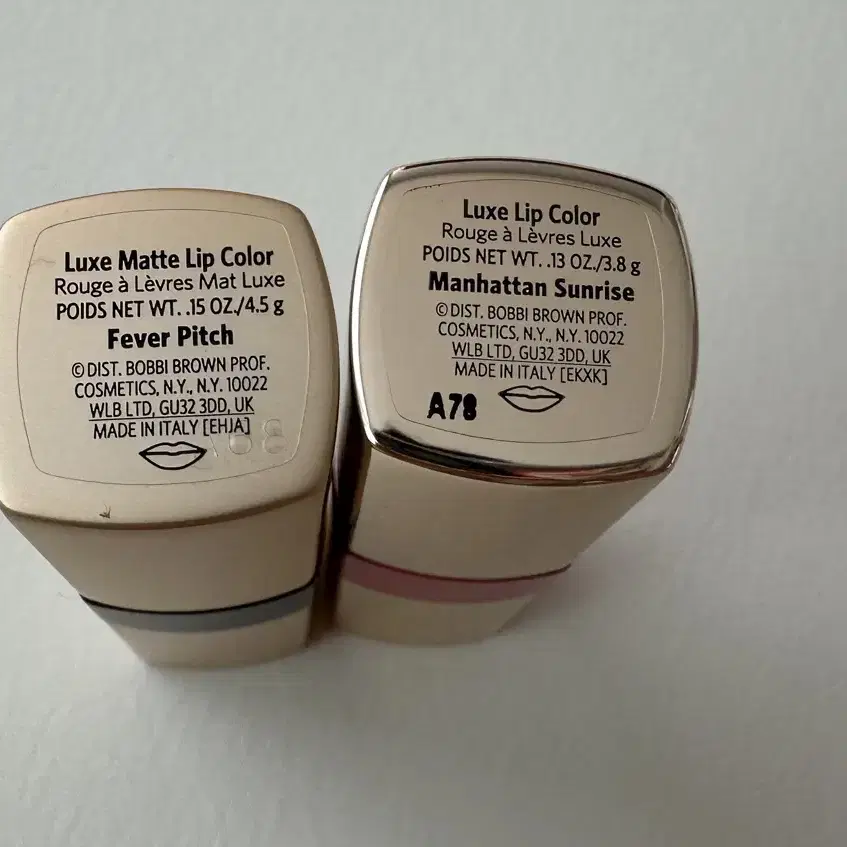 Luxe Matte Lip Color
Rouge à Lèvres Mat Luxe
POIDS NET WT. .15 OZ./4.5 g
Fever Pitch
© DIST. BOBBI BROWN PROF.
COSMETICS, N.Y., N.Y. 10022
WLB LTD, GU32 3DD, UK
MADE IN ITALY [EHJA]
Luxe Lip Color
Rouge à Lèvres Luxe
POIDS NET WT. .13 OZ./3.8 g
Manhattan Sunrise
© DIST. BOBBI BROWN PROF.
COSMETICS, N.Y., N.Y. 10022
WLB LTD, GU32 3DD, UK
MADE IN ITALY [EKXK]
A78